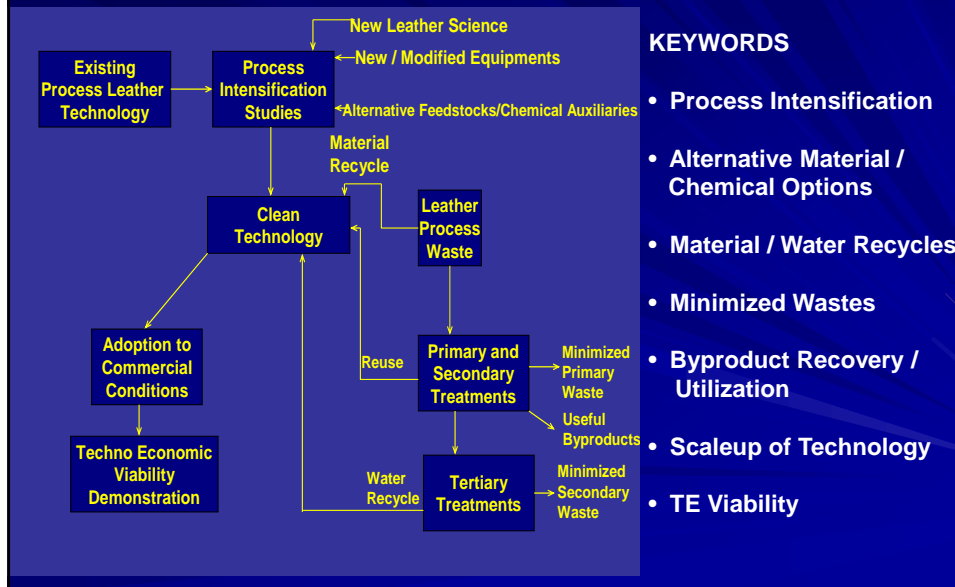 New Leather Science
New / Modified Equipments
Alternative Feedstocks/Chemical Auxiliaries
Existing
Process Leather
Technology
Process
Intensification
Studies
Material
Recycle
Clean
Technology
Leather
Process
Waste
Adoption to
Commercial
Conditions
Reuse
Primary and
Secondary
Treatments
Minimized
Primary
Waste
Useful
Byproducts
Techno Economic
Viability
Demonstration
Water
Recycle
Tertiary
Treatments
Minimized
Secondary
Waste
KEYWORDS
• Process Intensification
• Alternative Material /
Chemical Options
• Material / Water Recycles
• Minimized Wastes
• Byproduct Recovery /
Utilization
• Scaleup of Technology
• TE Viability